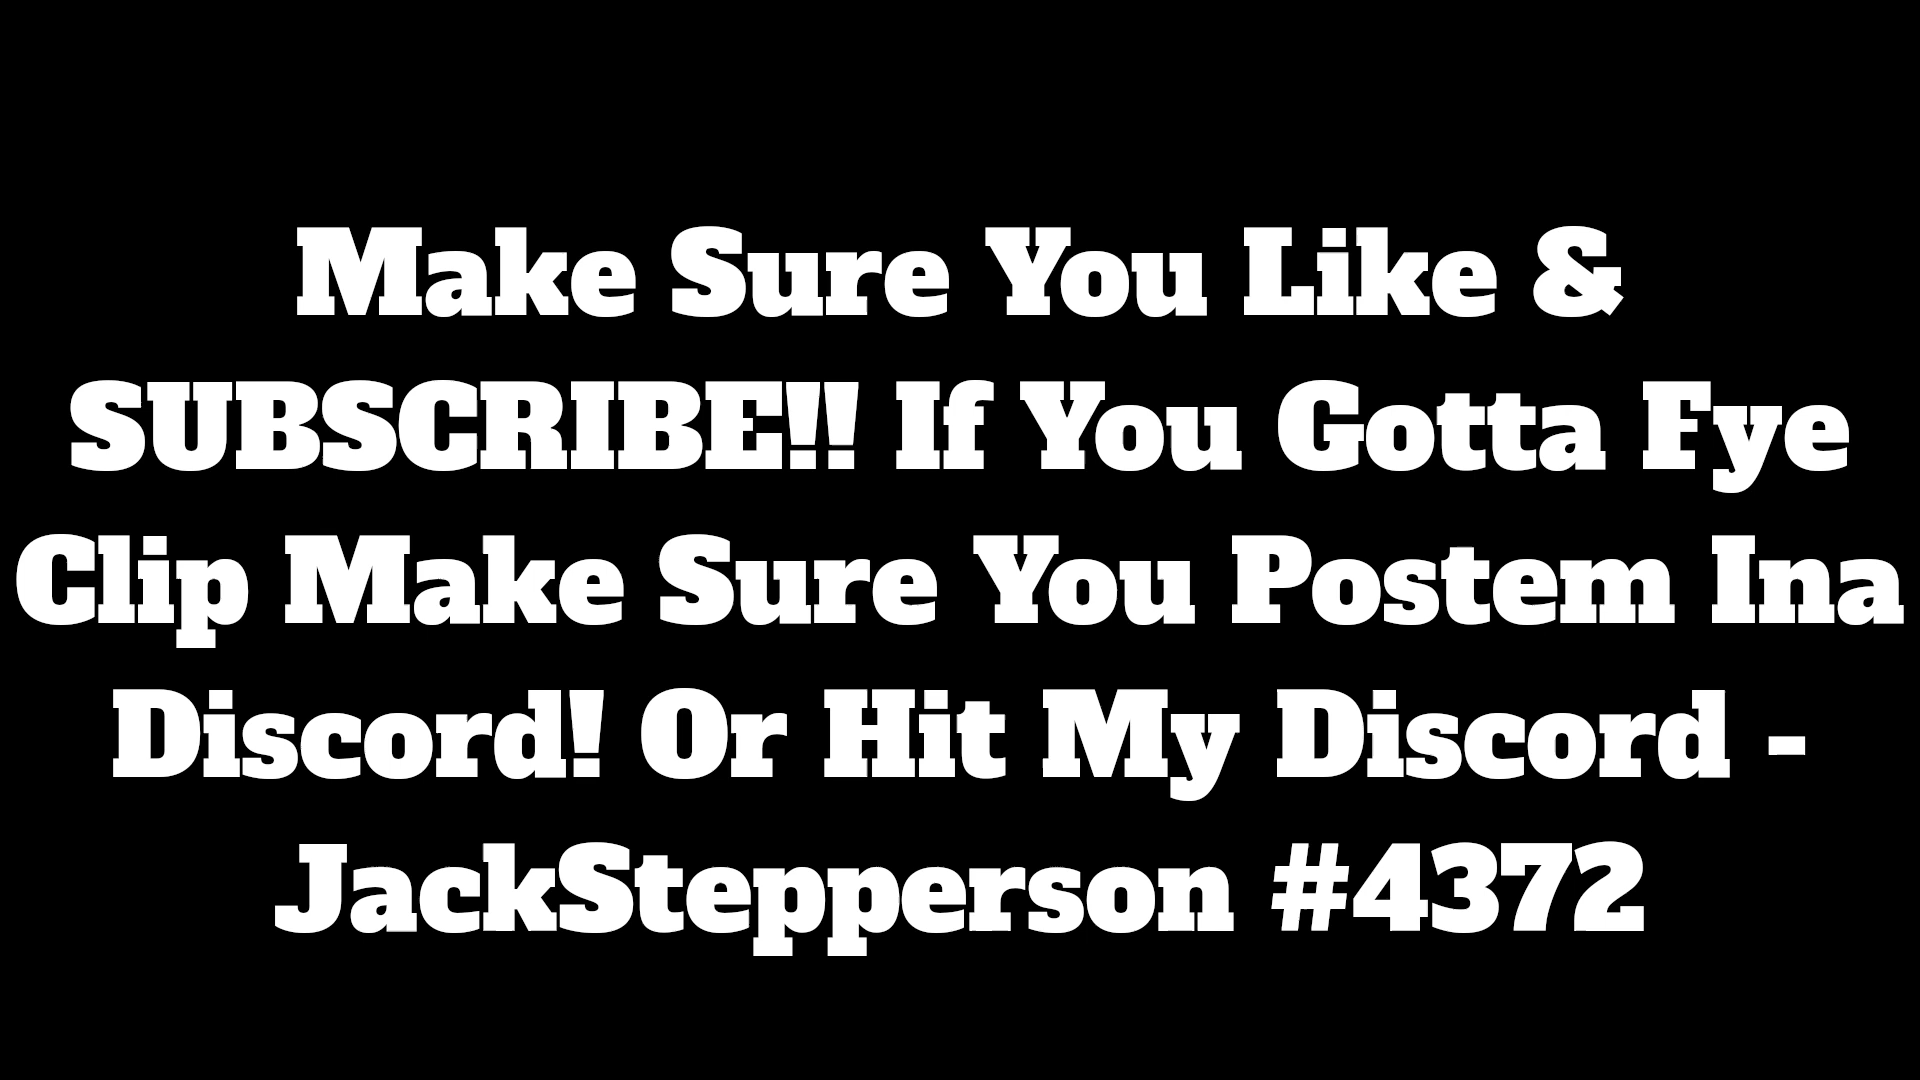 Make Sure You Like &
SUBSCRIBE!! If You Gotta Fye
Clip Make Sure You Postem Ina
Discord! Or Hit My Discord -
JackStepperson #4372